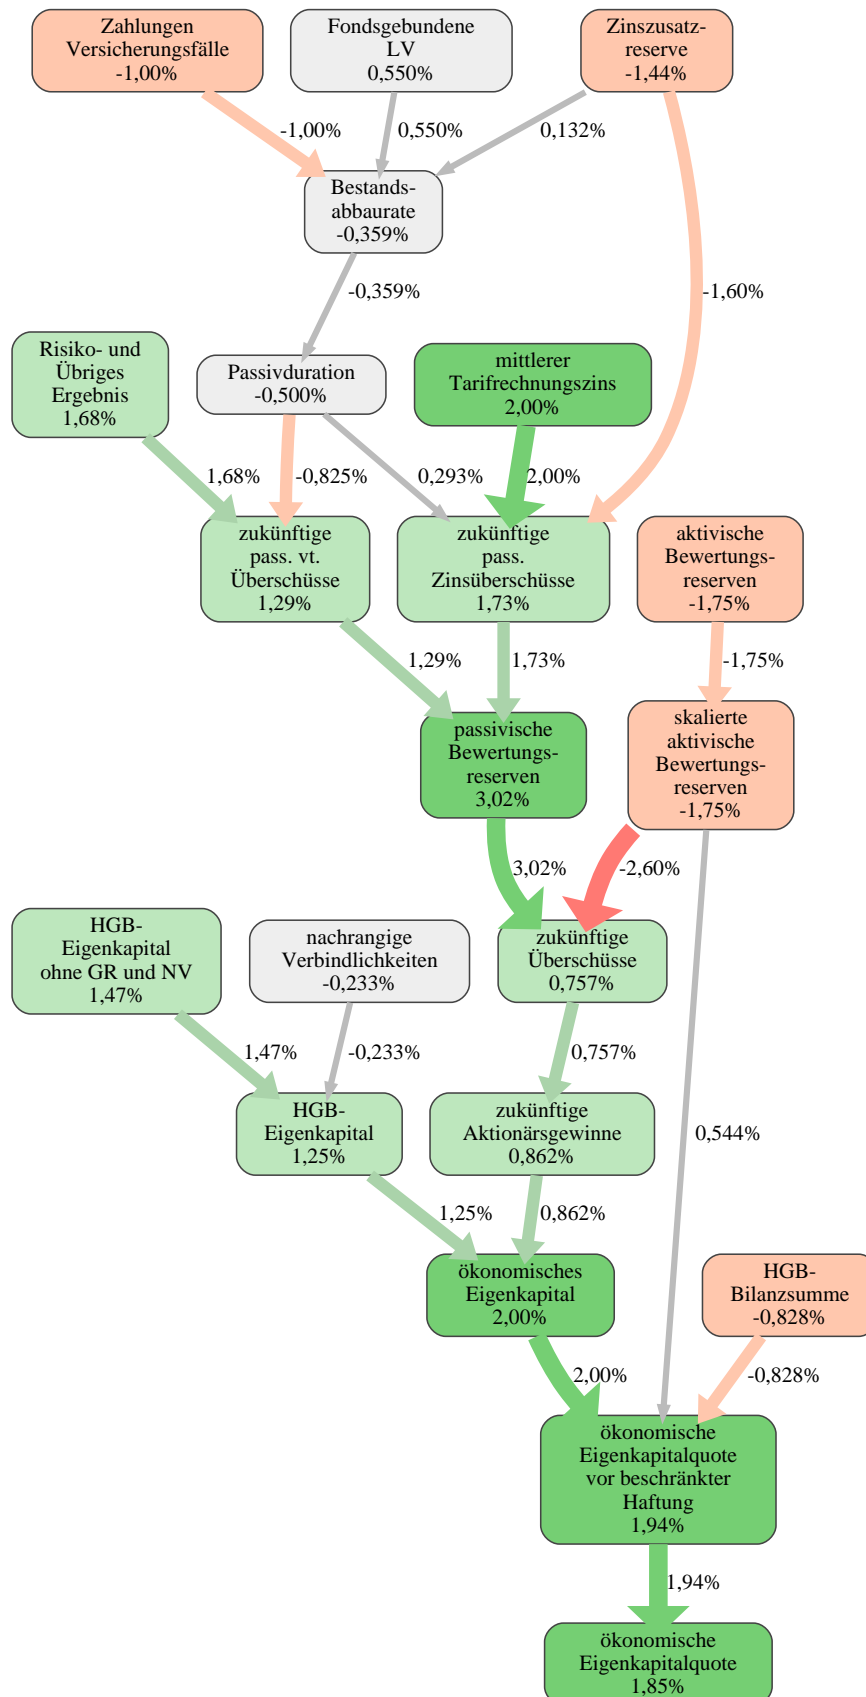 Zahlungen
Versicherungsfälle
-1,00%
Fondsgebundene
LV
0,550%
Zinszusatz-
reserve
-1,44%
-1,00%
0,550%
0,132%
Bestands-
abbaurate
-0,359%
-0,359%
-1,60%
Risiko- und
Übriges
Ergebnis
1,68%
Passivduration
-0,500%
mittlerer
Tarifrechnungszins
2,00%
1,68%
-0,825%
0,293%
2,00%
zukünftige
pass. vt.
Überschüsse
1,29%
zukünftige
pass.
Zinsüberschüsse
1,73%
aktivische
Bewertungs-
reserven
-1,75%
1,29%
1,73%
-1,75%
passivische
Bewertungs-
reserven
3,02%
skalierte
aktivische
Bewertungs-
reserven
-1,75%
3,02%
-2,60%
HGB-
Eigenkapital
ohne GR und NV
1,47%
nachrangige
Verbindlichkeiten
-0,233%
zukünftige
Überschüsse
0,757%
1,47%
-0,233%
0,757%
HGB-
Eigenkapital
1,25%
zukünftige
Aktionärsgewinne
0,862%
0,544%
1,25%
0,862%
ökonomisches
Eigenkapital
2,00%
HGB-
Bilanzsumme
-0,828%
2,00%
-0,828%
ökonomische
Eigenkapitalquote
vor beschränkter
Haftung
1,94%
1,94%
ökonomische
Eigenkapitalquote
1,85%